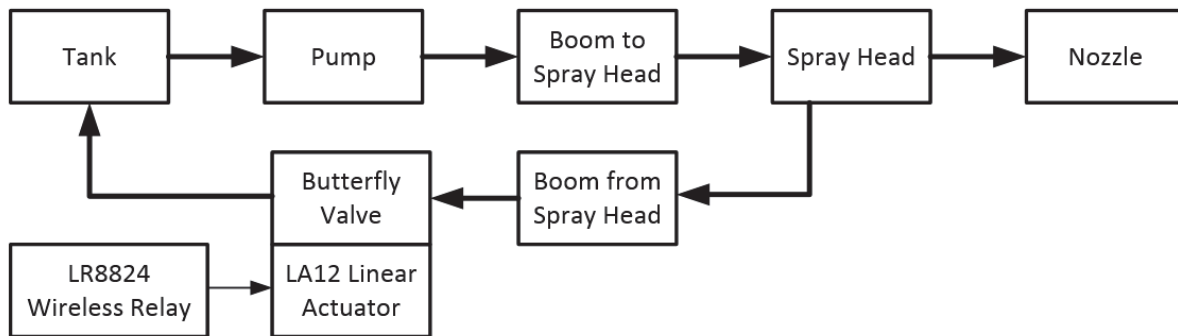 Tank
Pump
Boom to
Spray Head
Spray Head
Nozzle
Butterfly
Valve
Boom from
Spray Head
LR8824
Wireless Relay
LA12 Linear
Actuator